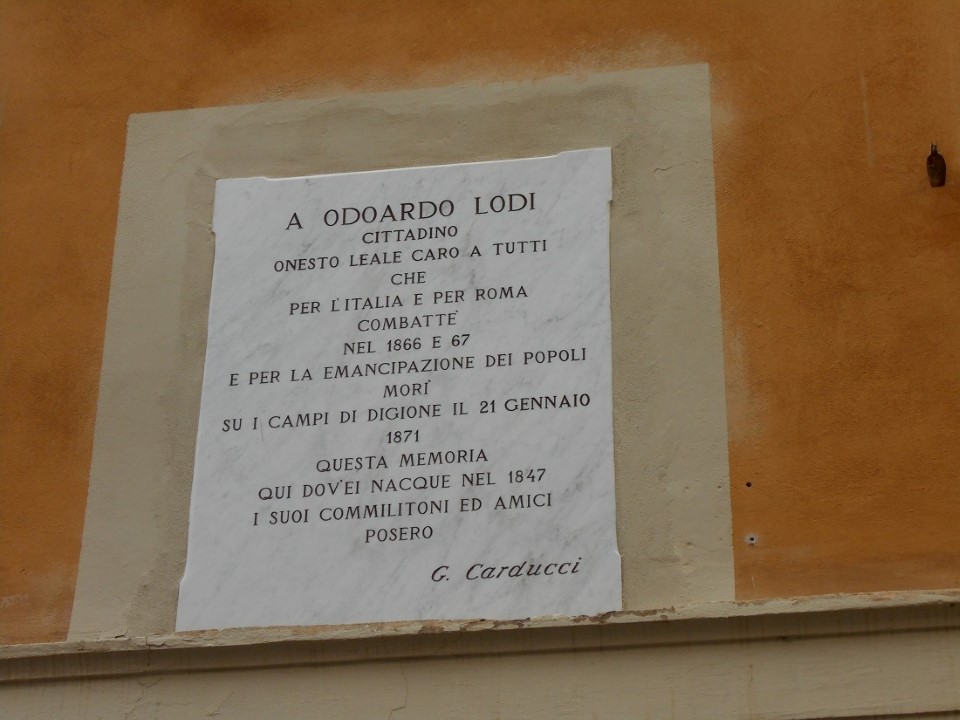 A ODOARDO LODI
CITTADINO
ONESTO LEALE CARO A TUTTI
CHE
PER L'ITALIA E PER ROMA
COMBATTE'
NEL 1866 E 67
E PER LA EMANCIPAZIONE DEI POPOLI
MORI'
SU I CAMPI DI DIGIONE IL 21 GENNAIO
1871
QUESTA MEMORIA
QUI DOV'EI NACQUE NEL 1847
I SUOI COMMILITONI ED AMICI
POSERO
G. Carducci